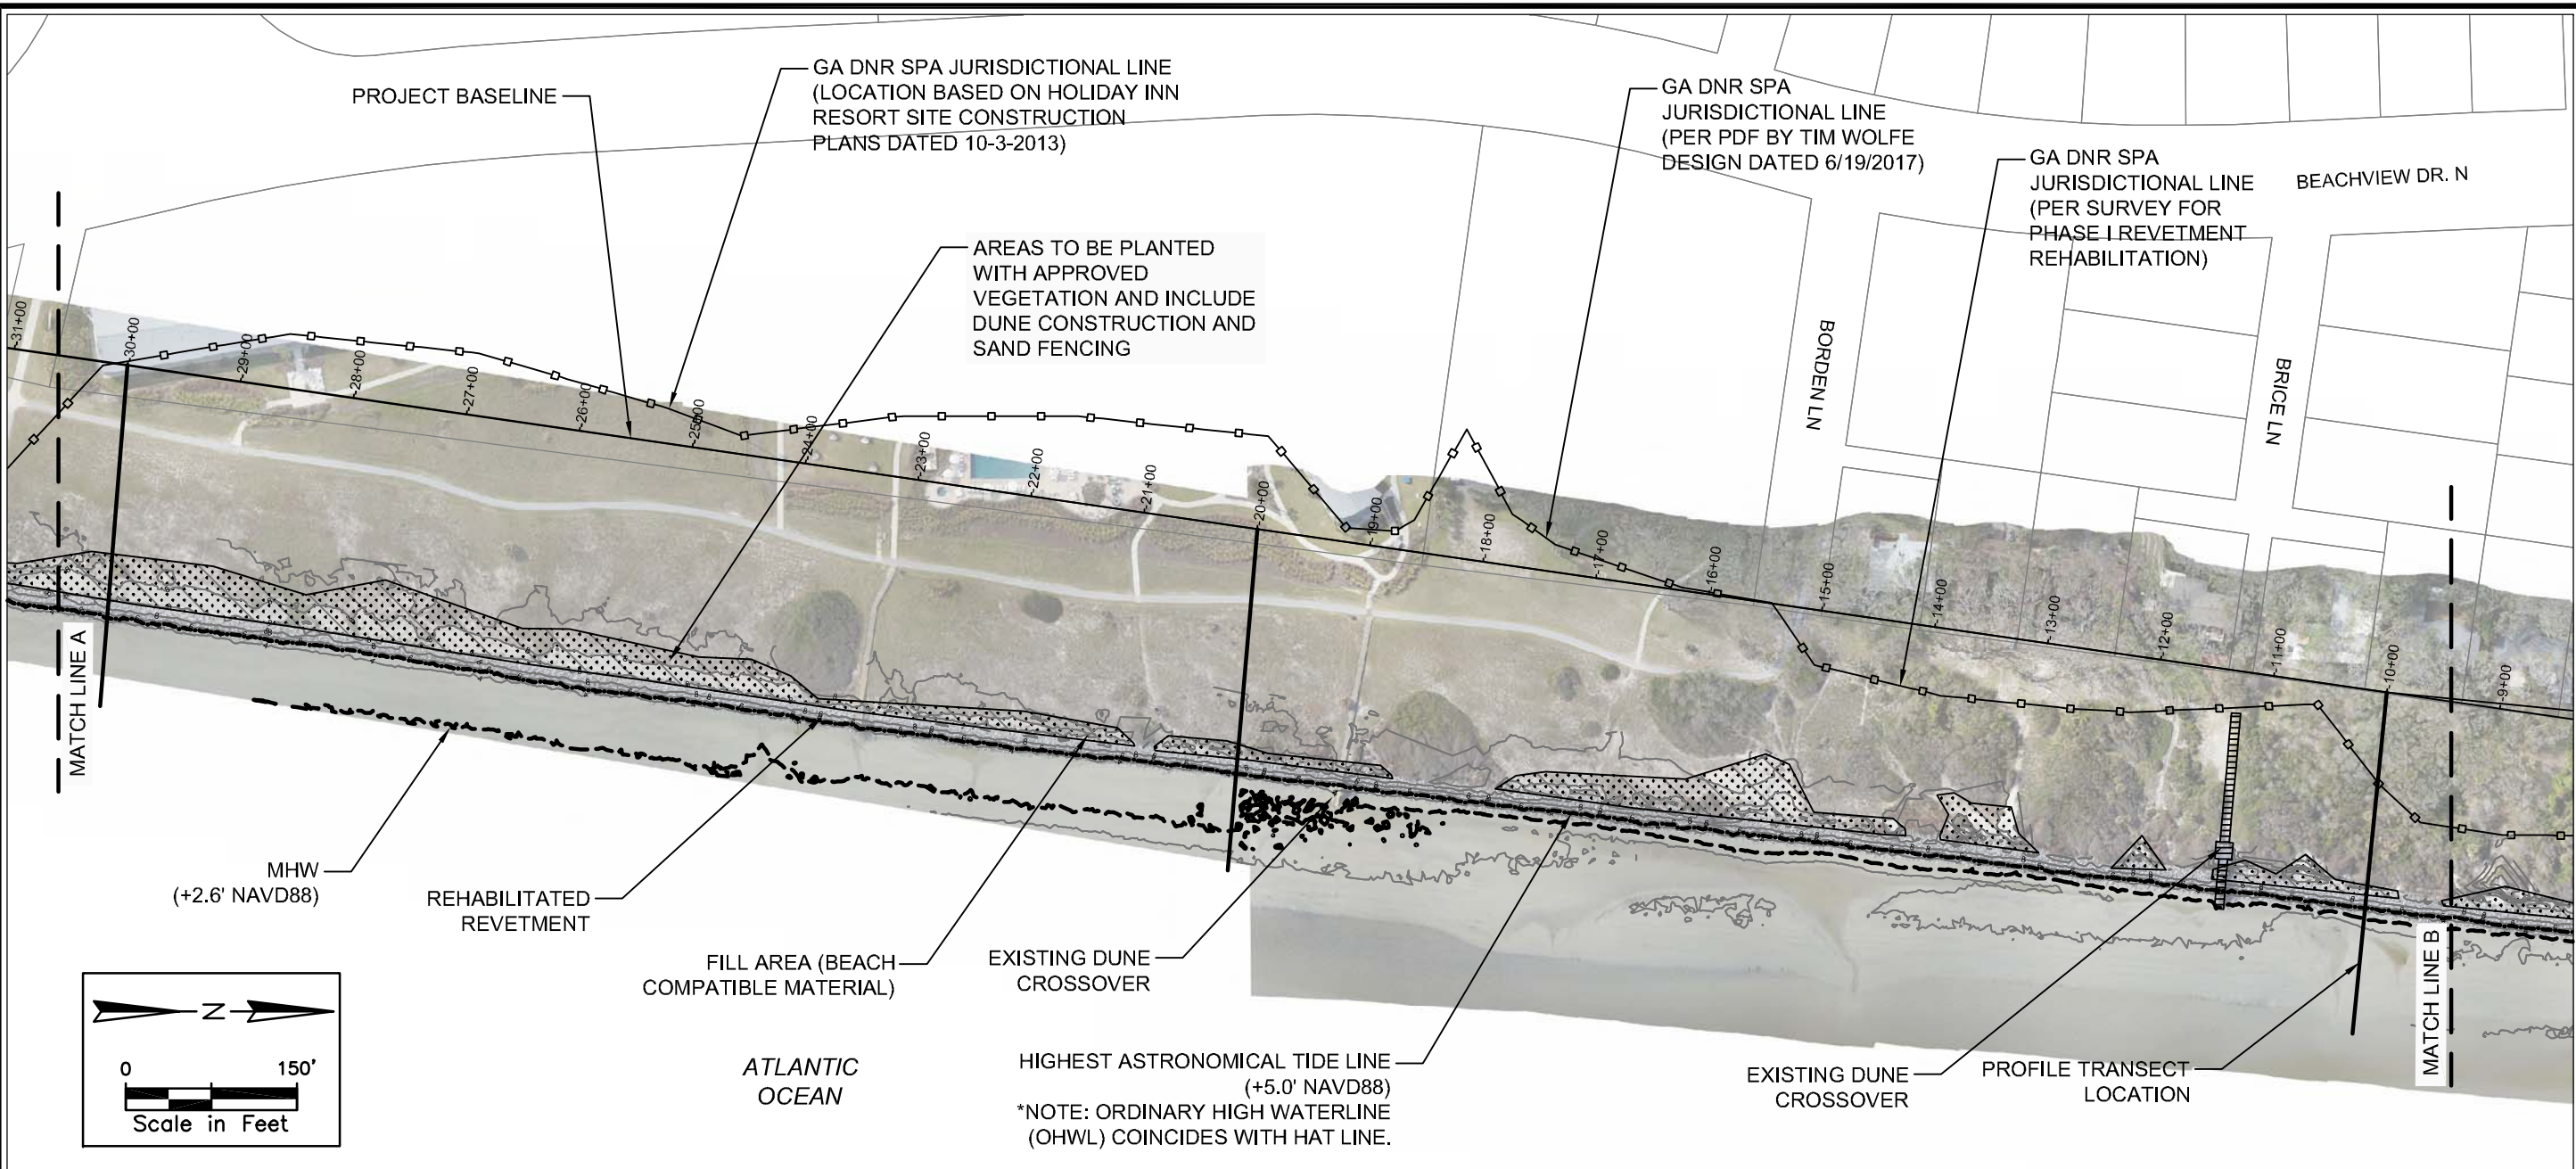 PROJECT BASELINE
GA DNR SPA JURISDICTIONAL LINE
(LOCATION BASED ON HOLIDAY INN
RESORT SITE CONSTRUCTION
PLANS DATED 10-3-2013)
GA DNR SPA
JURISDICTIONAL LINE
(PER PDF BY TIM WOLFE
DESIGN DATED 6/19/2017)
GA DNR SPA
JURISDICTIONAL LINE
(PER SURVEY FOR
PHASE I REVETMENT
REHABILITATION)
BEACHVIEW DR. N
AREAS TO BE PLANTED
WITH APPROVED
VEGETATION AND INCLUDE
DUNE CONSTRUCTION AND
SAND FENCING
BORDEN LN
BRICE LN
-31+00
-30+00
-29+00
-28+00
-27+00
-26+00
-24+00
-23+00
-22+00
-21+00
-20+00
-19+00
-18+00
-17+00
-16+00
-15+00
-14+00
-13+00
-12+00
-11+00
-10+00
-9+00
MATCH LINE A
MHW
(+2.6' NAVD88)
REHABILITATED
REVETMENT
FILL AREA (BEACH
COMPATIBLE MATERIAL)
EXISTING DUNE
CROSSOVER
HIGHEST ASTRONOMICAL TIDE LINE
(+5.0' NAVD88)
*NOTE: ORDINARY HIGH WATERLINE
(OHWL) COINCIDES WITH HAT LINE.
EXISTING DUNE
CROSSOVER
PROFILE TRANSECT
LOCATION
MATCH LINE B
ATLANTIC
OCEAN
N
0 150'
Scale in Feet